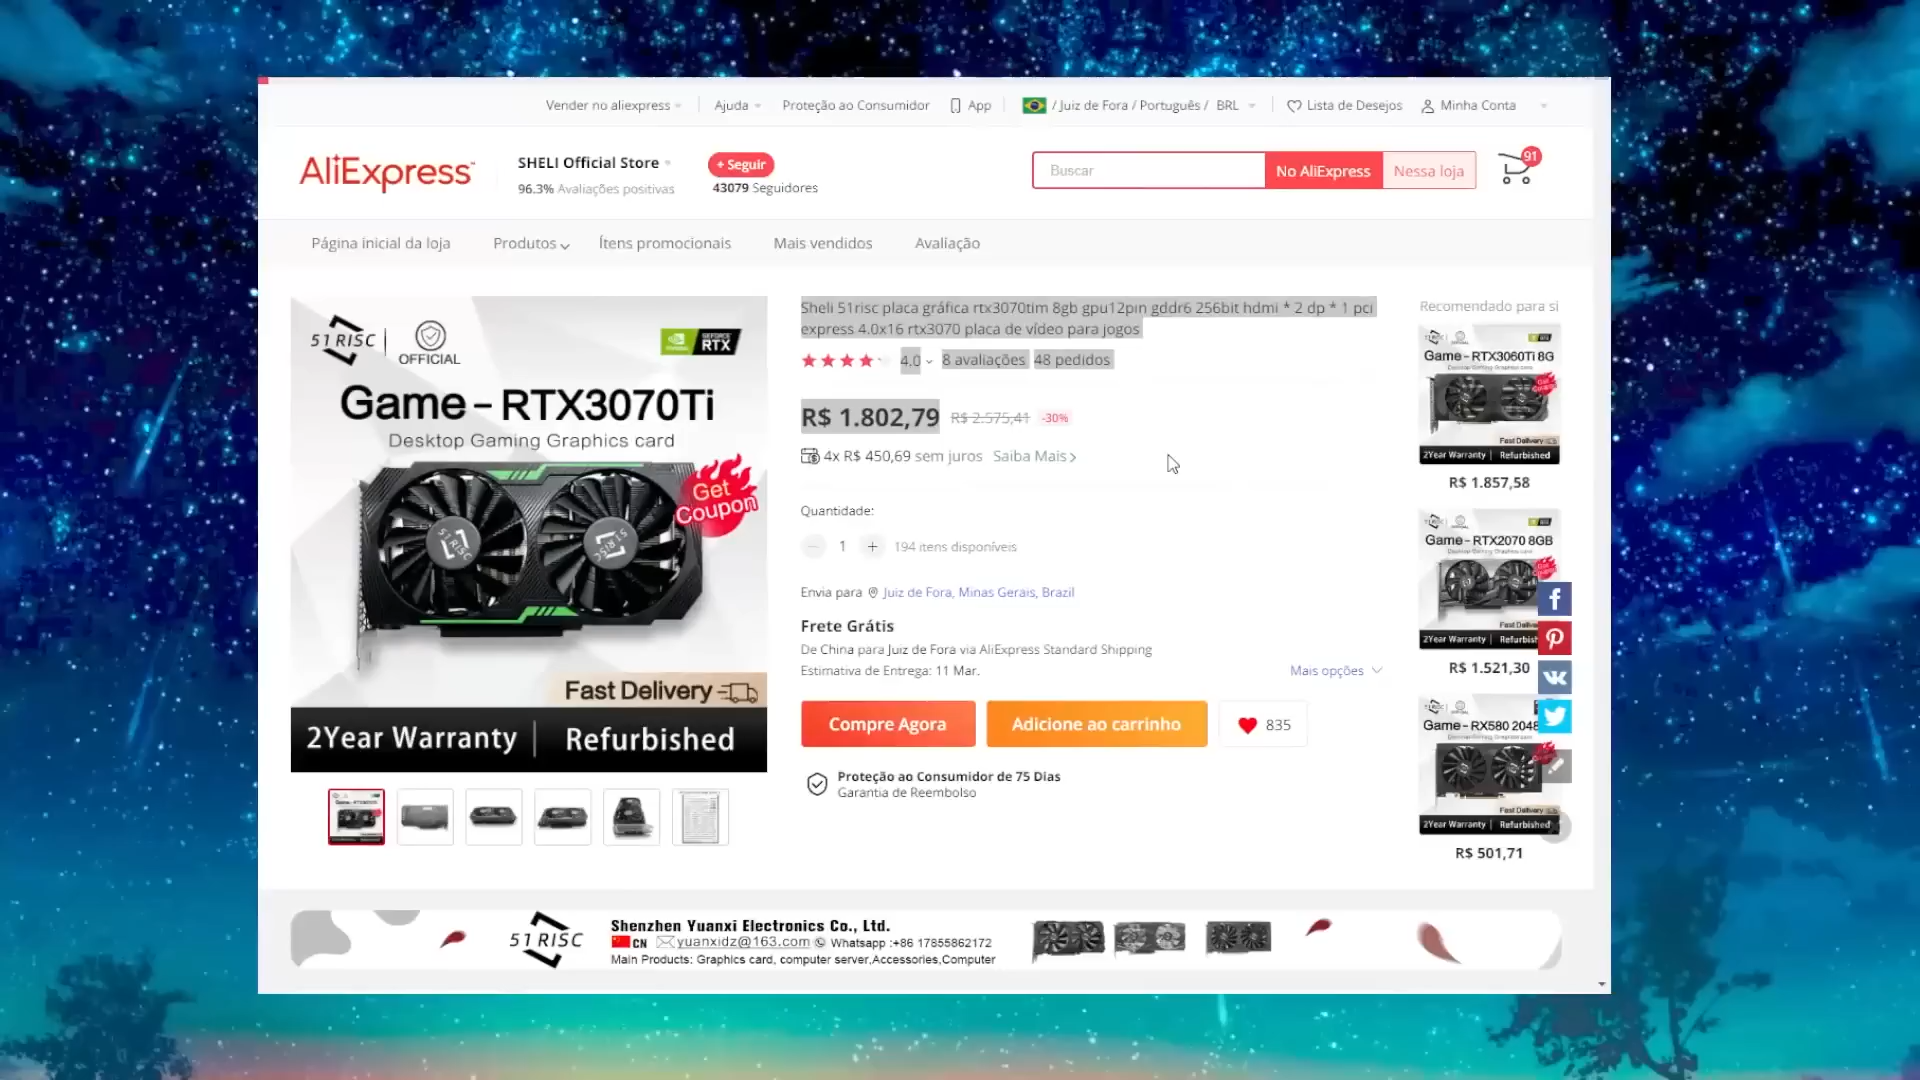 Vender no aliexpress
Ajuda
Proteção ao Consumidor
App
/ Juiz de Fora / Português / BRL
Lista de Desejos
Minha Conta
AliExpress
SHELI Official Store
96.3% Avaliações positivas
+ Seguir
43079 Seguidores
Buscar
No AliExpress
Nessa loja
91
Página inicial da loja
Produtos
Ítens promocionais
Mais vendidos
Avaliação
51 RISC
OFFICIAL
GEFORCE
RTX
Game - RTX3070Ti
Desktop Gaming Graphics card
Get
Coupon
51 RISC
51 RISC
Fast Delivery
2Year Warranty | Refurbished
Sheli 51risc placa gráfica rtx3070tim 8gb gpu12pin gddr6 256bit hdmi * 2 dp * 1 pci
express 4.0x16 rtx3070 placa de vídeo para jogos
4.0
8 avaliações
48 pedidos
R$ 1.802,79
R$ 2.575,41
-30%
4x R$ 450,69 sem juros
Saiba Mais
Quantidade:
1
+
194 itens disponíveis
Envia para
Juiz de Fora, Minas Gerais, Brazil
Frete Grátis
De China para Juiz de Fora via AliExpress Standard Shipping
Estimativa de Entrega: 11 Mar.
Mais opções
Compre Agora
Adicione ao carrinho
835
Proteção ao Consumidor de 75 Dias
Garantia de Reembolso
Recomendado para si
Game - RTX3060Ti 8G
Fast Delivery
2Year Warranty | Refurbished
R$ 1.857,58
Game - RTX2070 8GB
2Year Warranty
R$ 1.521,30
Game - RX580 2048
Fast Delivery
2Year Warranty | Refurbished
R$ 501,71
51 RISC
Shenzhen Yuanxi Electronics Co., Ltd.
CN
yuanxidz@163.com
Whatsapp :+86 17855862172
Main Products: Graphics card, computer server,Accessories,Computer